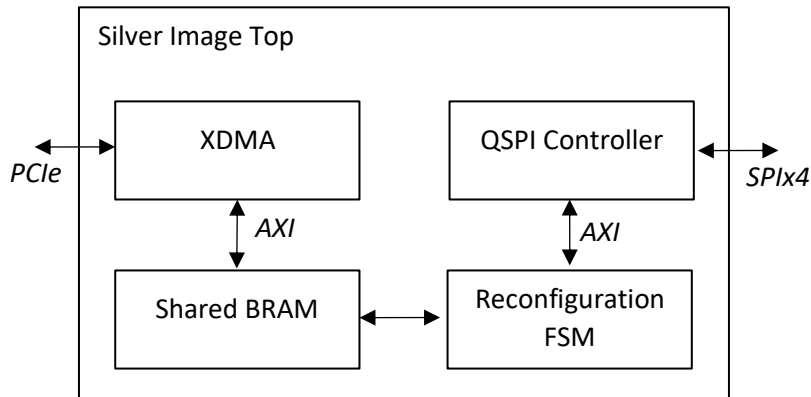 Silver Image Top
XDMA
QSPI Controller
PCIe
SPIx4
AXI
AXI
Shared BRAM
Reconfiguration
FSM